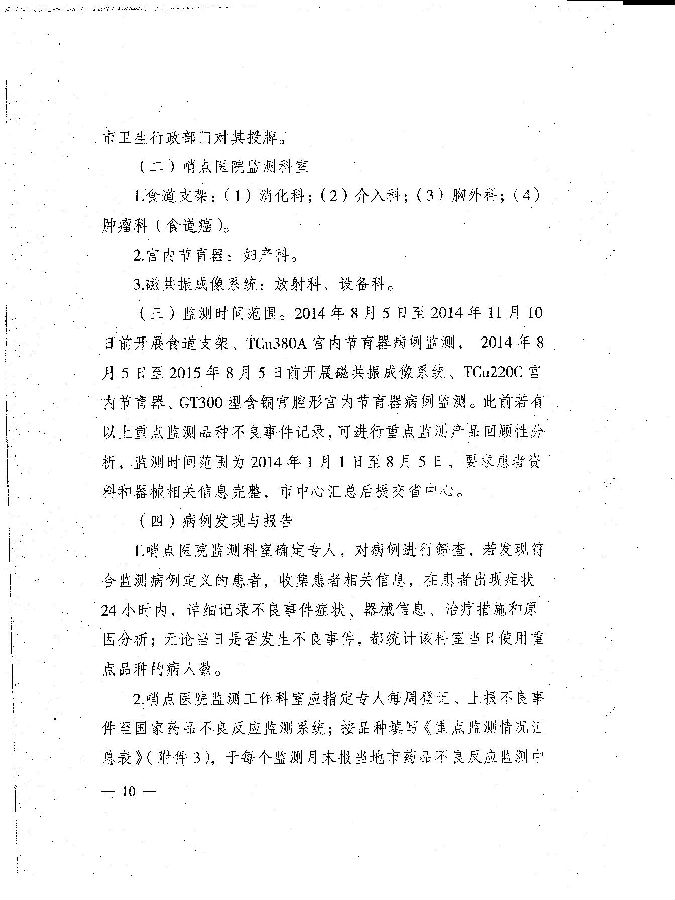 市卫生行政部门对其授牌。
（二）哨点医院监测科室
1.食道支架：（1）消化科；（2）介入科；（3）胸外科；（4）
肿瘤科（食道癌）。
2.宫内节育器：妇产科。
3.磁共振成像系统：放射科、设备科。
（三）监测时间范围。2014 年 8 月 5 日至 2014 年 11 月 10
日前开展食道支架、TCu380A 宫内节育器病例监测， 2014 年 8
月 5 日至 2015 年 8 月 5 日前开展磁共振成像系统、TCu220C 宫
内节育器、GT300 型含铜宫腔形宫内节育器病例监测。此前若有
以上重点监测品种不良事件记录，可进行重点监测产品回顾性分
析，监测时间范围为 2014 年 1 月 1 日至 8 月 5 日，要求患者资
料和器械相关信息完整，市中心汇总后提交省中心。
（四）病例发现与报告
1.哨点医院监测科室确定专人，对病例进行筛查，若发现符
合监测病例定义的患者，收集患者相关信息，在患者出现症状
24 小时内，详细记录不良事件症状、器械信息、治疗措施和原
因分析；无论当日是否发生不良事件，都统计该科室当日使用重
点品种的病人数。
2.哨点医院监测工作科室应指定专人每周登记、上报不良事
件至国家药品不良反应监测系统；按品种填写《重点监测情况汇
总表》（附件 3），于每个监测月末报当地市药品不良反应监测中
— 10 —